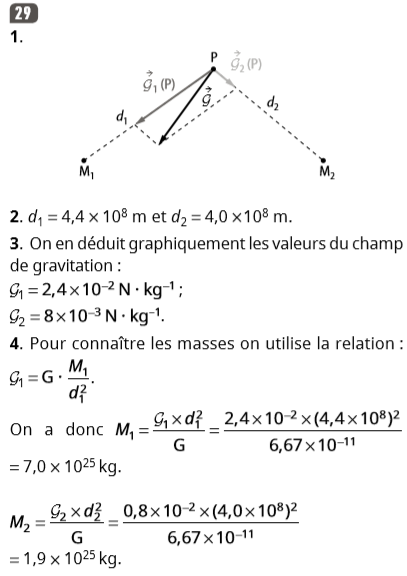 29
1.
P
𝒢⃗₂ (P)
𝒢⃗₁ (P)
𝒢⃗
d₁
d₂
M₁
M₂
2. d₁ = 4,4 × 10⁸ m et d₂ = 4,0 ×10⁸ m.
3. On en déduit graphiquement les valeurs du champ
de gravitation :
𝒢₁ = 2,4 × 10⁻² N · kg⁻¹ ;
𝒢₂ = 8 × 10⁻³ N · kg⁻¹.
4. Pour connaître les masses on utilise la relation :
𝒢₁ = G · M₁ / d₁².
On a donc M₁ = (𝒢₁ × d₁²) / G = (2,4 × 10⁻² × (4,4 × 10⁸)²) / (6,67 × 10⁻¹¹)
= 7,0 × 10²⁵ kg.
M₂ = (𝒢₂ × d₂²) / G = (0,8 × 10⁻² × (4,0 × 10⁸)²) / (6,67 × 10⁻¹¹)
= 1,9 × 10²⁵ kg.